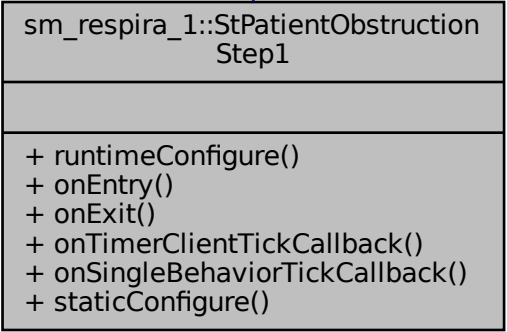 sm_respira_1::StPatientObstruction
Step1
+ runtimeConfigure()
+ onEntry()
+ onExit()
+ onTimerClientTickCallback()
+ onSingleBehaviorTickCallback()
+ staticConfigure()